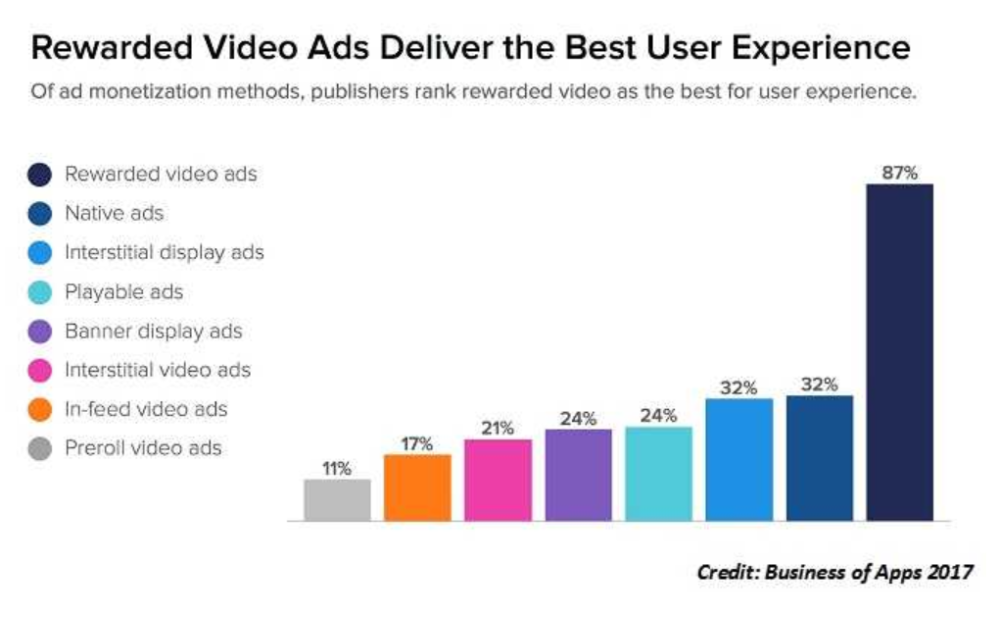 Rewarded Video Ads Deliver the Best User Experience
Of ad monetization methods, publishers rank rewarded video as the best for user experience.
Rewarded video ads
Native ads
Interstitial display ads
Playable ads
Banner display ads
Interstitial video ads
In-feed video ads
Preroll video ads
11%
17%
21%
24%
24%
32%
32%
87%
Credit: Business of Apps 2017